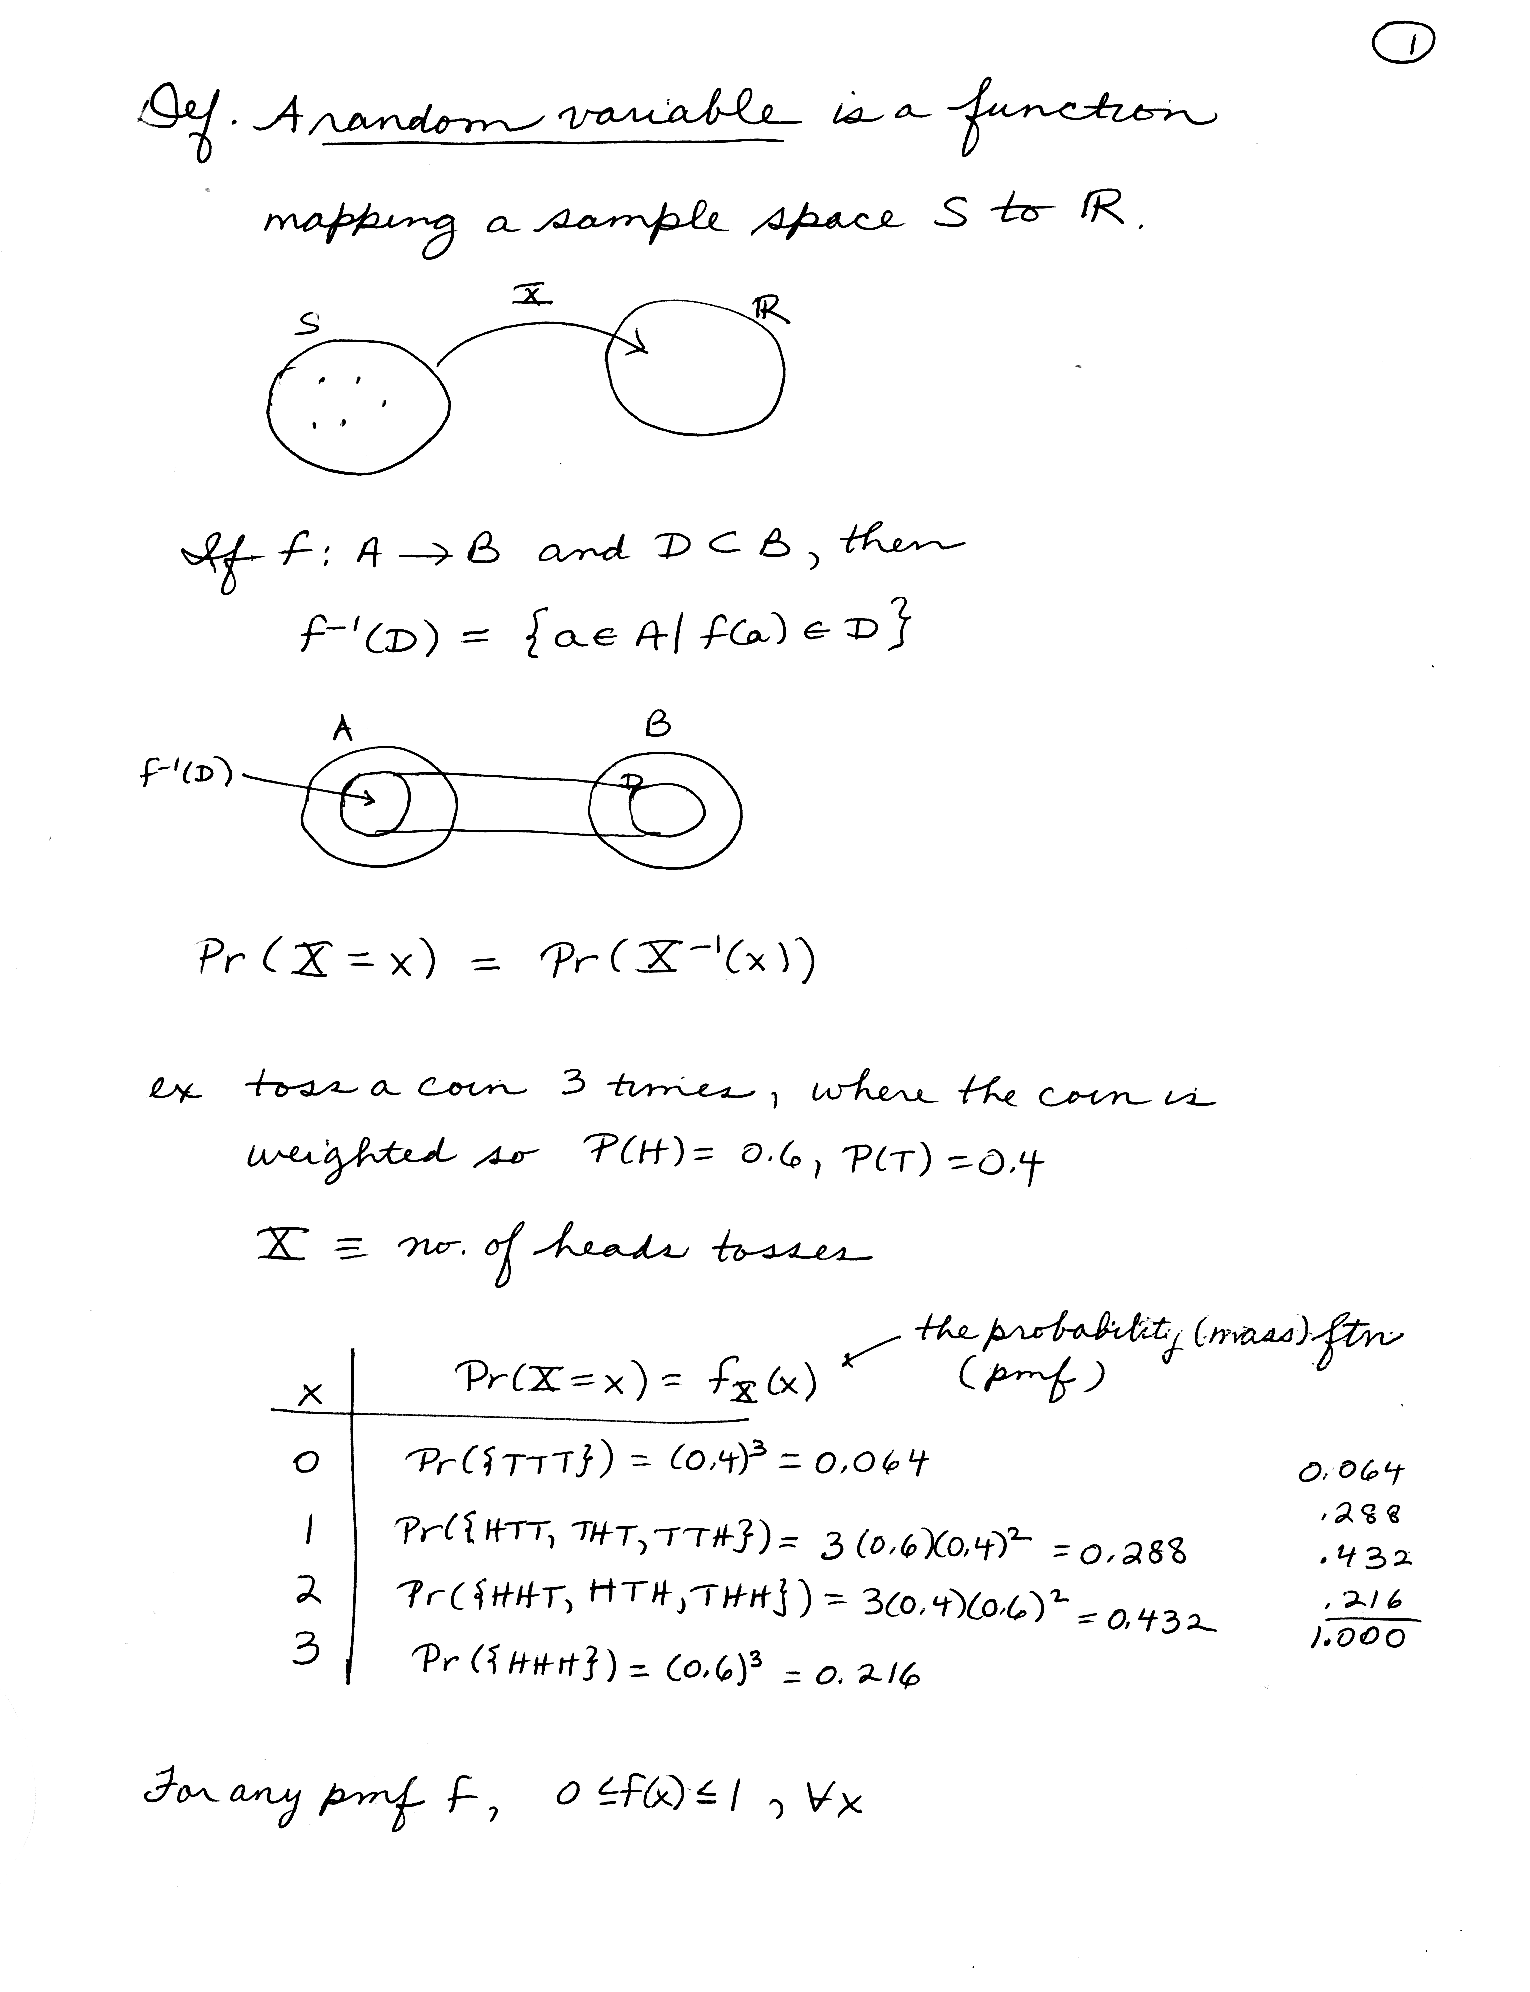 1
Def. A random variable is a function
mapping a sample space S to ℝ.
X
S
ℝ
If f: A → B and D ⊂ B, then
f⁻¹(D) = {a ∈ A | f(a) ∈ D}
A
B
f⁻¹(D)
D
Pr(X = x) = Pr(X⁻¹(x))
ex toss a coin 3 times, where the coin is
weighted so P(H) = 0.6, P(T) = 0.4
X ≡ no. of heads tosses
the probability (mass) ftn
x Pr(X = x) = f_X(x) (pmf)
0 Pr({TTT}) = (0.4)³ = 0.064 0.064
1 Pr({HTT, THT, TTH}) = 3(0.6)(0.4)² = 0.288 .288
2 Pr({HHT, HTH, THH}) = 3(0.4)(0.6)² = 0.432 .432
3 Pr({HHH}) = (0.6)³ = 0.216 .216
1.000
For any pmf f, 0 ≤ f(x) ≤ 1, ∀x